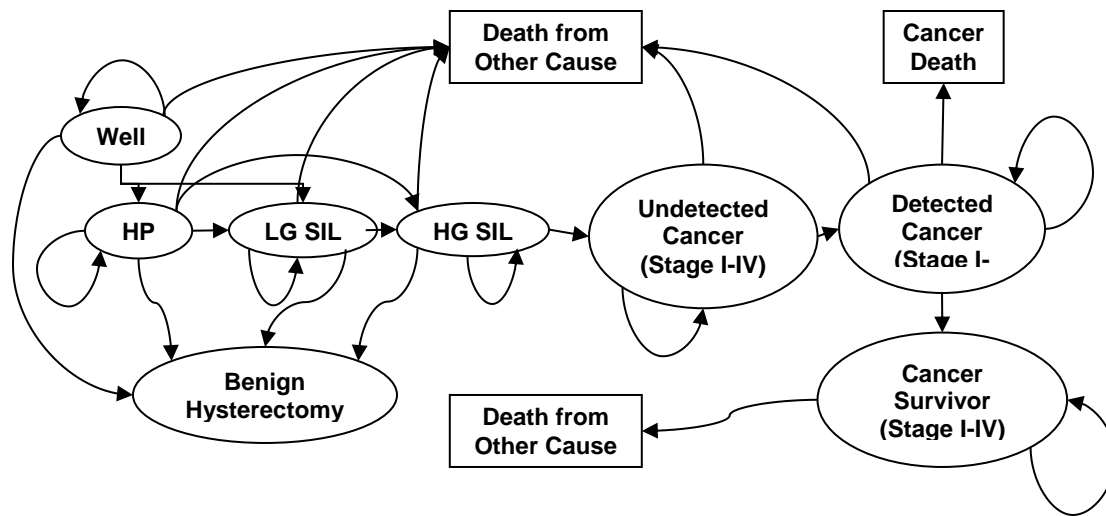 Death from
Other Cause
Cancer
Death
Well
HP
LG SIL
HG SIL
Undetected
Cancer
(Stage I-IV)
Detected
Cancer
(Stage I-
Benign
Hysterectomy
Death from
Other Cause
Cancer
Survivor
(Stage I-IV)